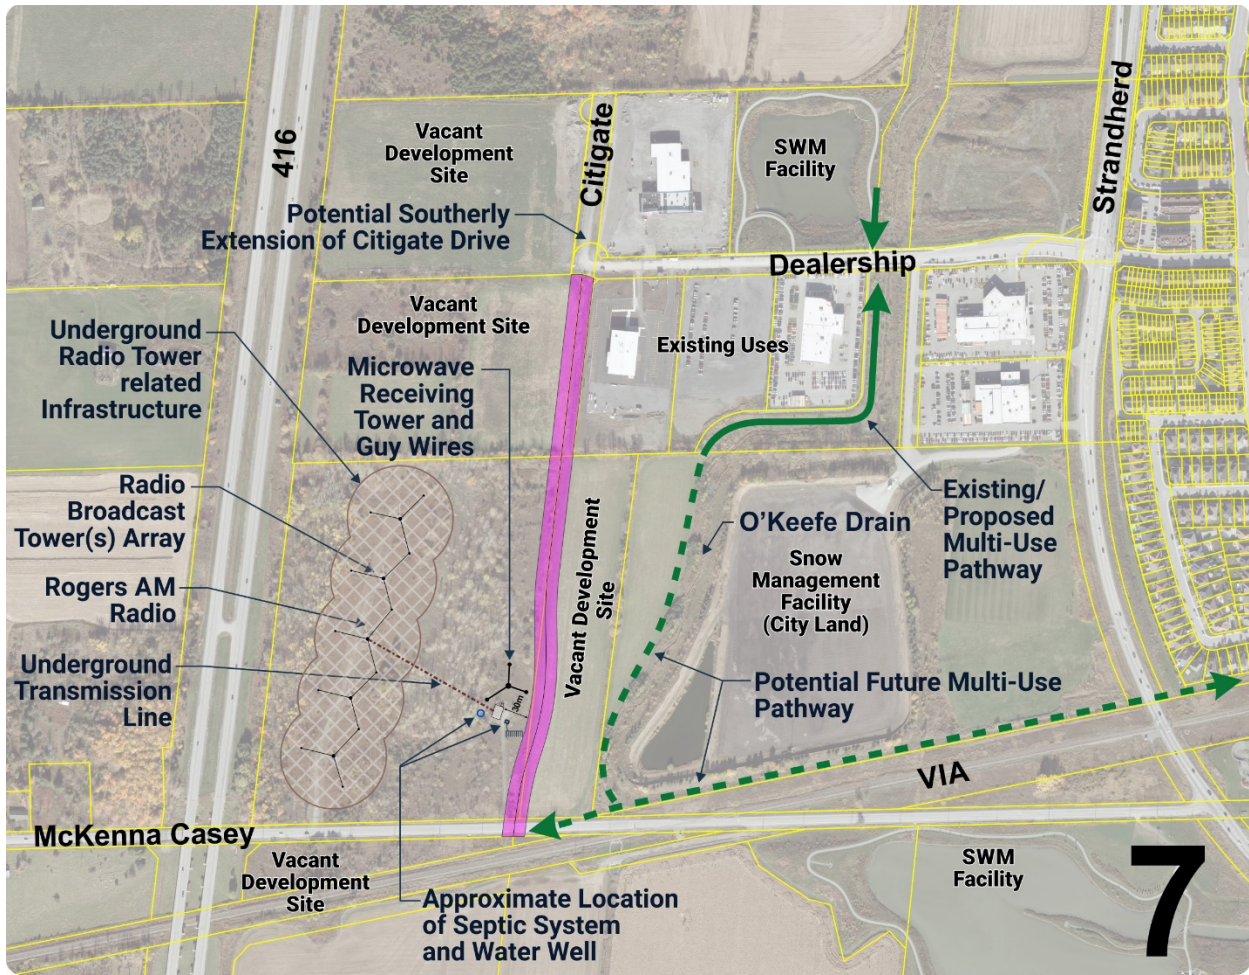 Citigate
Strandherd
416
Vacant
Development
Site
SWM
Facility
Potential Southerly
Extension of Citigate Drive
Dealership
Vacant
Development Site
Underground
Radio Tower
related
Infrastructure
Microwave
Receiving
Tower and
Guy Wires
Existing Uses
Radio
Broadcast
Tower(s) Array
Rogers AM
Radio
Underground
Transmission
Line
30m
Vacant Development
Site
O'Keefe Drain
Snow
Management
Facility
(City Land)
Existing/
Proposed
Multi-Use
Pathway
Potential Future Multi-Use
Pathway
VIA
McKenna Casey
Vacant
Development
Site
Approximate Location
of Septic System
and Water Well
SWM
Facility
7